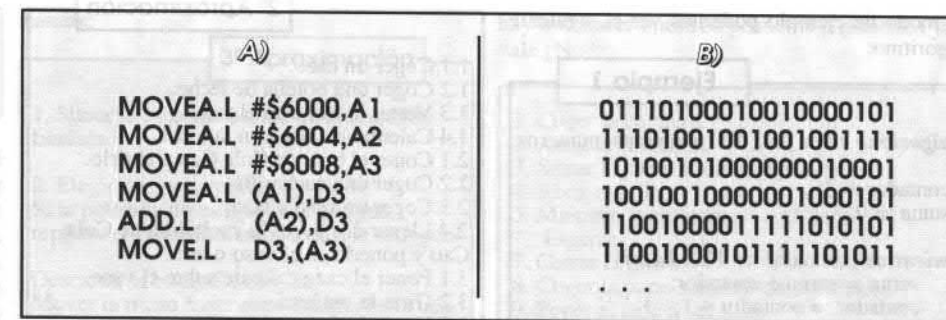 A)
MOVEA.L #$6000,A1
MOVEA.L #$6004,A2
MOVEA.L #$6008,A3
MOVEA.L (A1),D3
ADD.L (A2),D3
MOVE.L D3,(A3)
B)
01110100010010000101
11101001001001001111
10100101000000010001
10010010000001000101
11001000011111010101
11001000101111110101
. . .